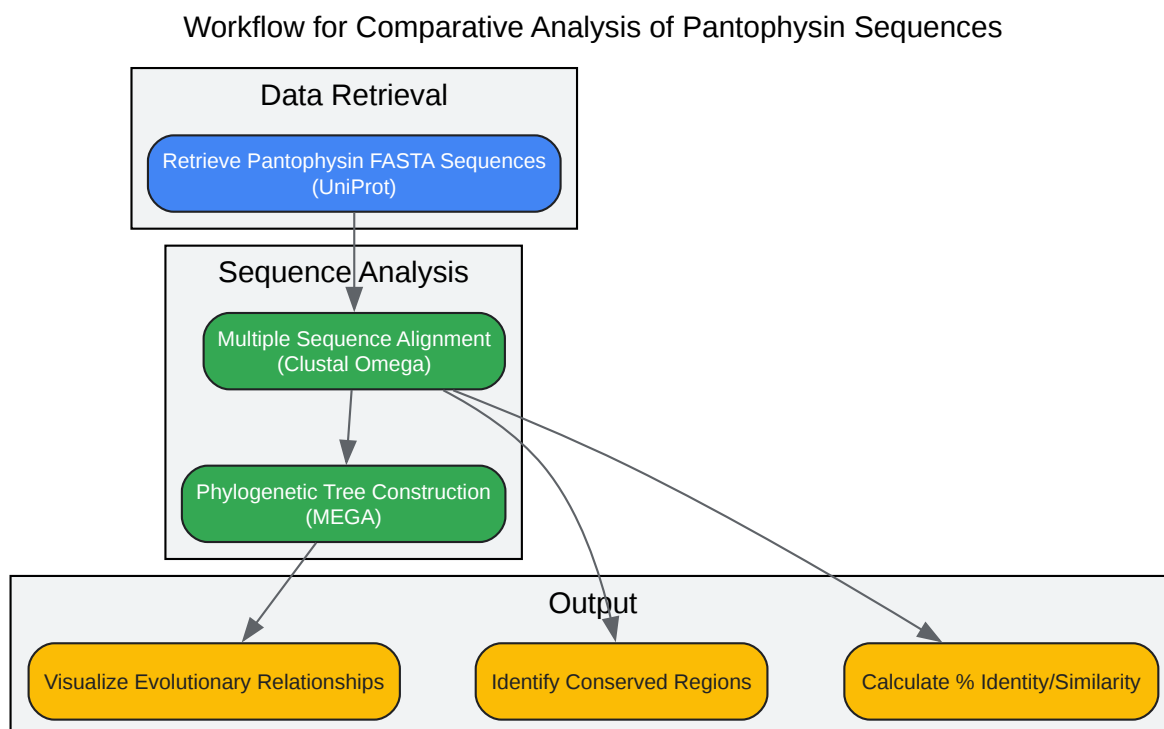 Workflow for Comparative Analysis of Pantophysin Sequences
Data Retrieval
Retrieve Pantophysin FASTA Sequences
(UniProt)
Sequence Analysis
Multiple Sequence Alignment
(Clustal Omega)
Phylogenetic Tree Construction
(MEGA)
Output
Visualize Evolutionary Relationships
Identify Conserved Regions
Calculate % Identity/Similarity